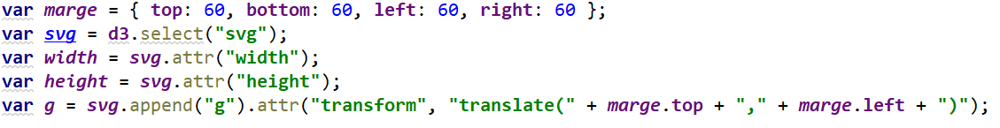 var marge = { top: 60, bottom: 60, left: 60, right: 60 };
var svg = d3.select("svg");
var width = svg.attr("width");
var height = svg.attr("height");
var g = svg.append("g").attr("transform", "translate(" + marge.top + "," + marge.left + ")");